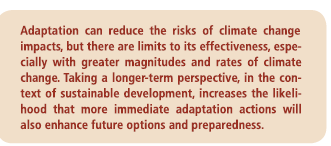 Adaptation can reduce the risks of climate change
impacts, but there are limits to its effectiveness, espe-
cially with greater magnitudes and rates of climate
change. Taking a longer-term perspective, in the con-
text of sustainable development, increases the likeli-
hood that more immediate adaptation actions will
also enhance future options and preparedness.